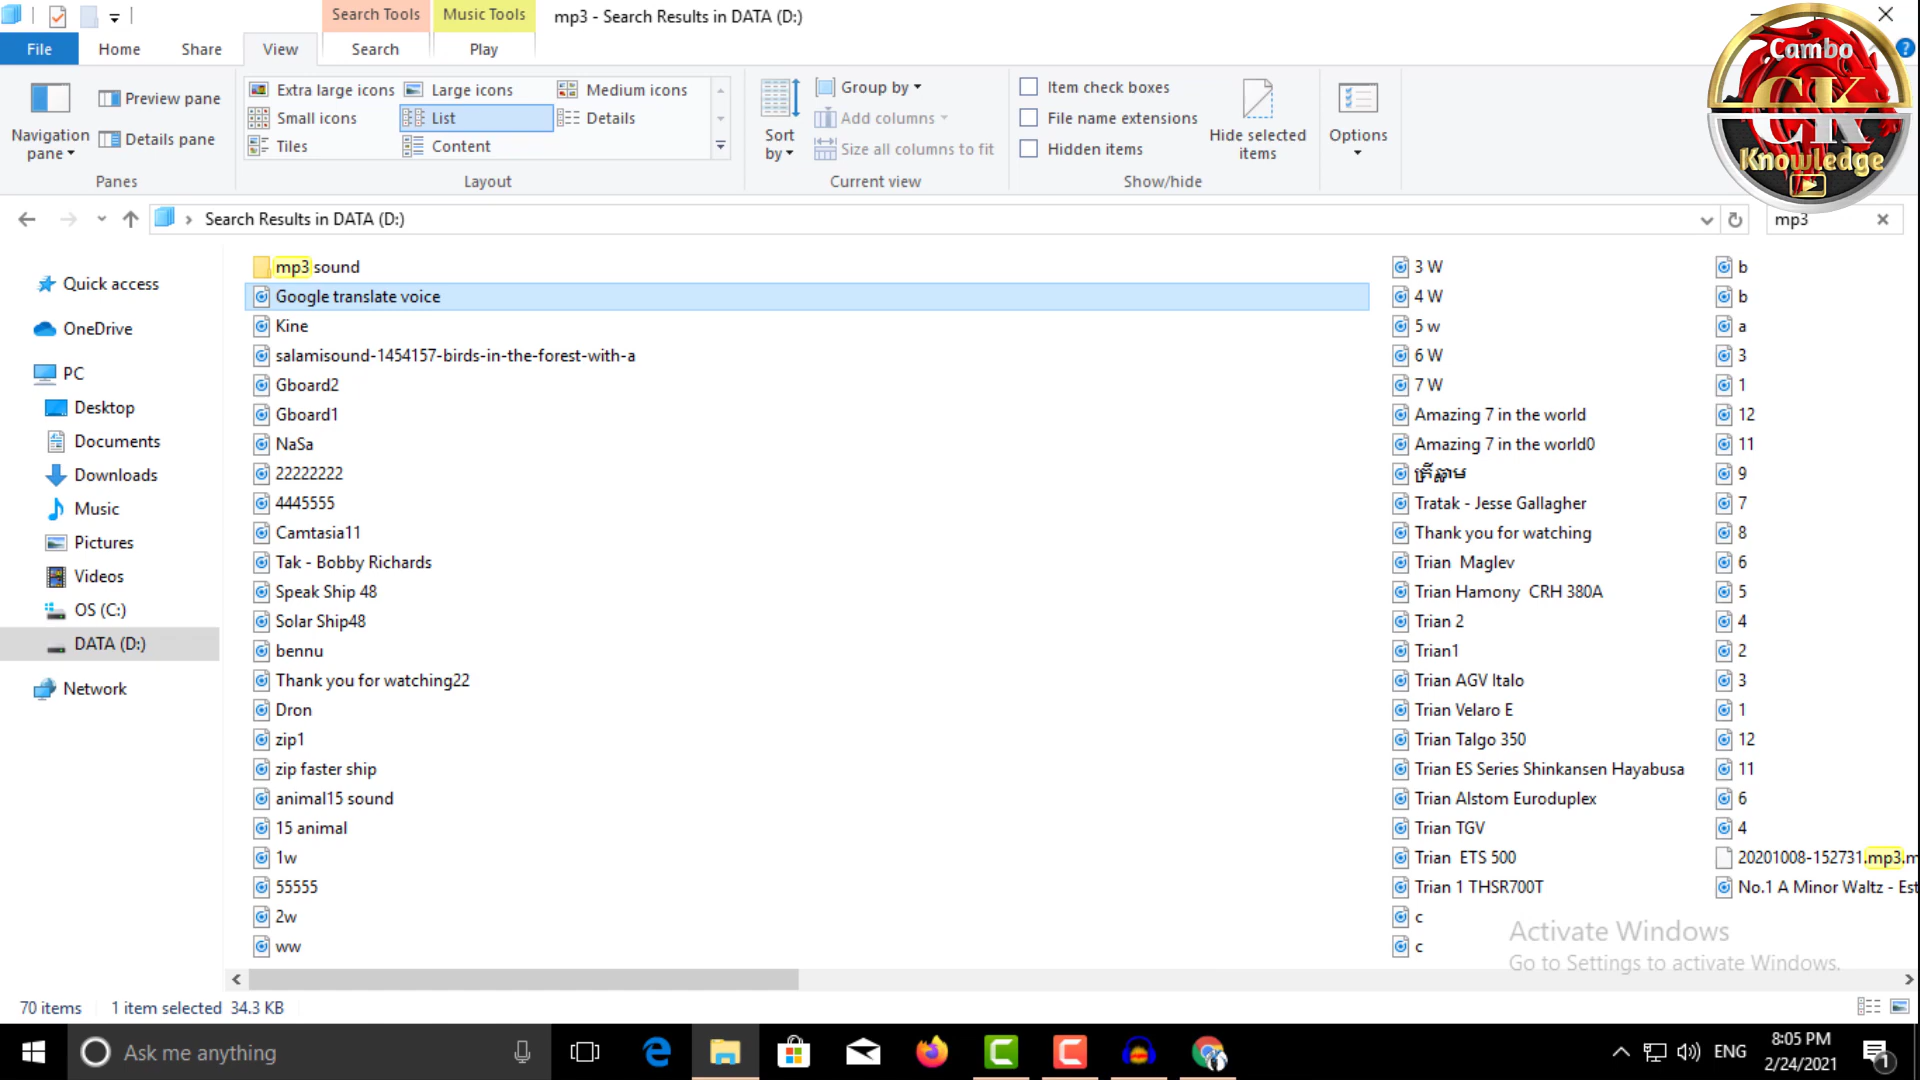 Search Tools
Music Tools
mp3 - Search Results in DATA (D:)
File
Home
Share
View
Search
Play
Navigation pane
Preview pane
Details pane
Panes
Extra large icons
Large icons
Medium icons
Small icons
List
Details
Tiles
Content
Layout
Sort by
Group by
Add columns
Size all columns to fit
Current view
Item check boxes
File name extensions
Hidden items
Hide selected items
Show/hide
Options
Cambo
CK
Knowledge
Search Results in DATA (D:)
mp3
Quick access
OneDrive
PC
Desktop
Documents
Downloads
Music
Pictures
Videos
OS (C:)
DATA (D:)
Network
mp3 sound
Google translate voice
Kine
salamisound-1454157-birds-in-the-forest-with-a
Gboard2
Gboard1
NaSa
22222222
4445555
Camtasia11
Tak - Bobby Richards
Speak Ship 48
Solar Ship48
bennu
Thank you for watching22
Dron
zip1
zip faster ship
animal15 sound
15 animal
1w
55555
2w
ww
3 W
4 W
5 w
6 W
7 W
Amazing 7 in the world
Amazing 7 in the world0
ត្រីឆ្លាម
Tratak - Jesse Gallagher
Thank you for watching
Trian  Maglev
Trian Hamony  CRH 380A
Trian 2
Trian1
Trian AGV Italo
Trian Velaro E
Trian Talgo 350
Trian ES Series Shinkansen Hayabusa
Trian Alstom Euroduplex
Trian TGV
Trian  ETS 500
Trian 1 THSR700T
c
c
b
b
a
3
1
12
11
9
7
8
6
5
4
2
3
1
12
11
6
4
20201008-152731.mp3.m
No.1 A Minor Waltz - Est
Activate Windows
Go to Settings to activate Windows.
70 items
1 item selected  34.3 KB
Ask me anything
ENG
8:05 PM
2/24/2021
1